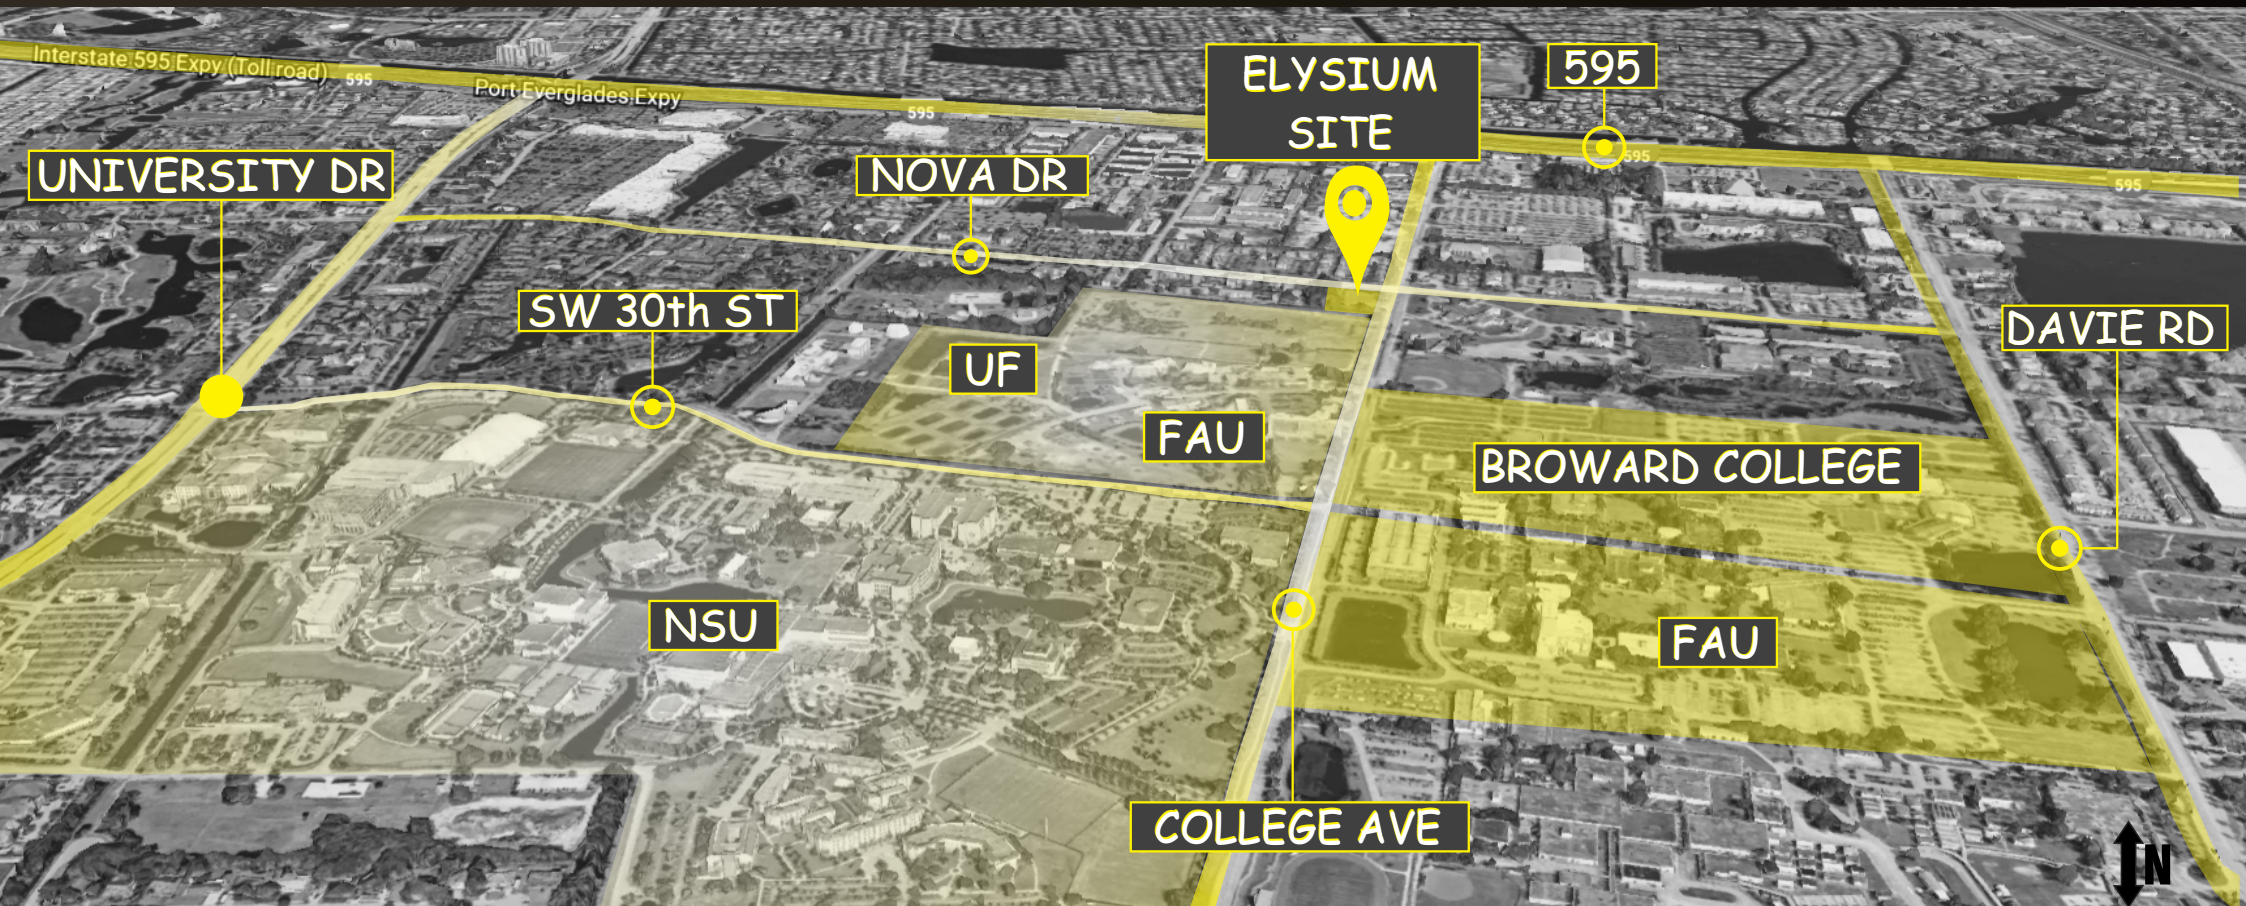 Interstate 595 Expy (Toll road)
595
Port Everglades Expy
595
ELYSIUM
SITE
595
595
595
UNIVERSITY DR
NOVA DR
SW 30th ST
DAVIE RD
UF
FAU
BROWARD COLLEGE
NSU
FAU
COLLEGE AVE
N